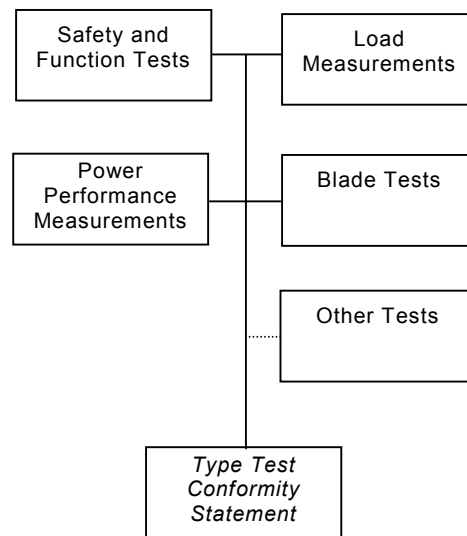 Safety and
Function Tests
Load
Measurements
Power
Performance
Measurements
Blade Tests
Other Tests
Type Test
Conformity
Statement